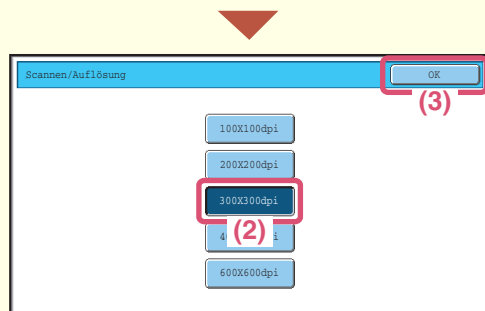 Scannen/Auflösung
OK
(3)
100X100dpi
200X200dpi
300X300dpi
(2)
600X600dpi